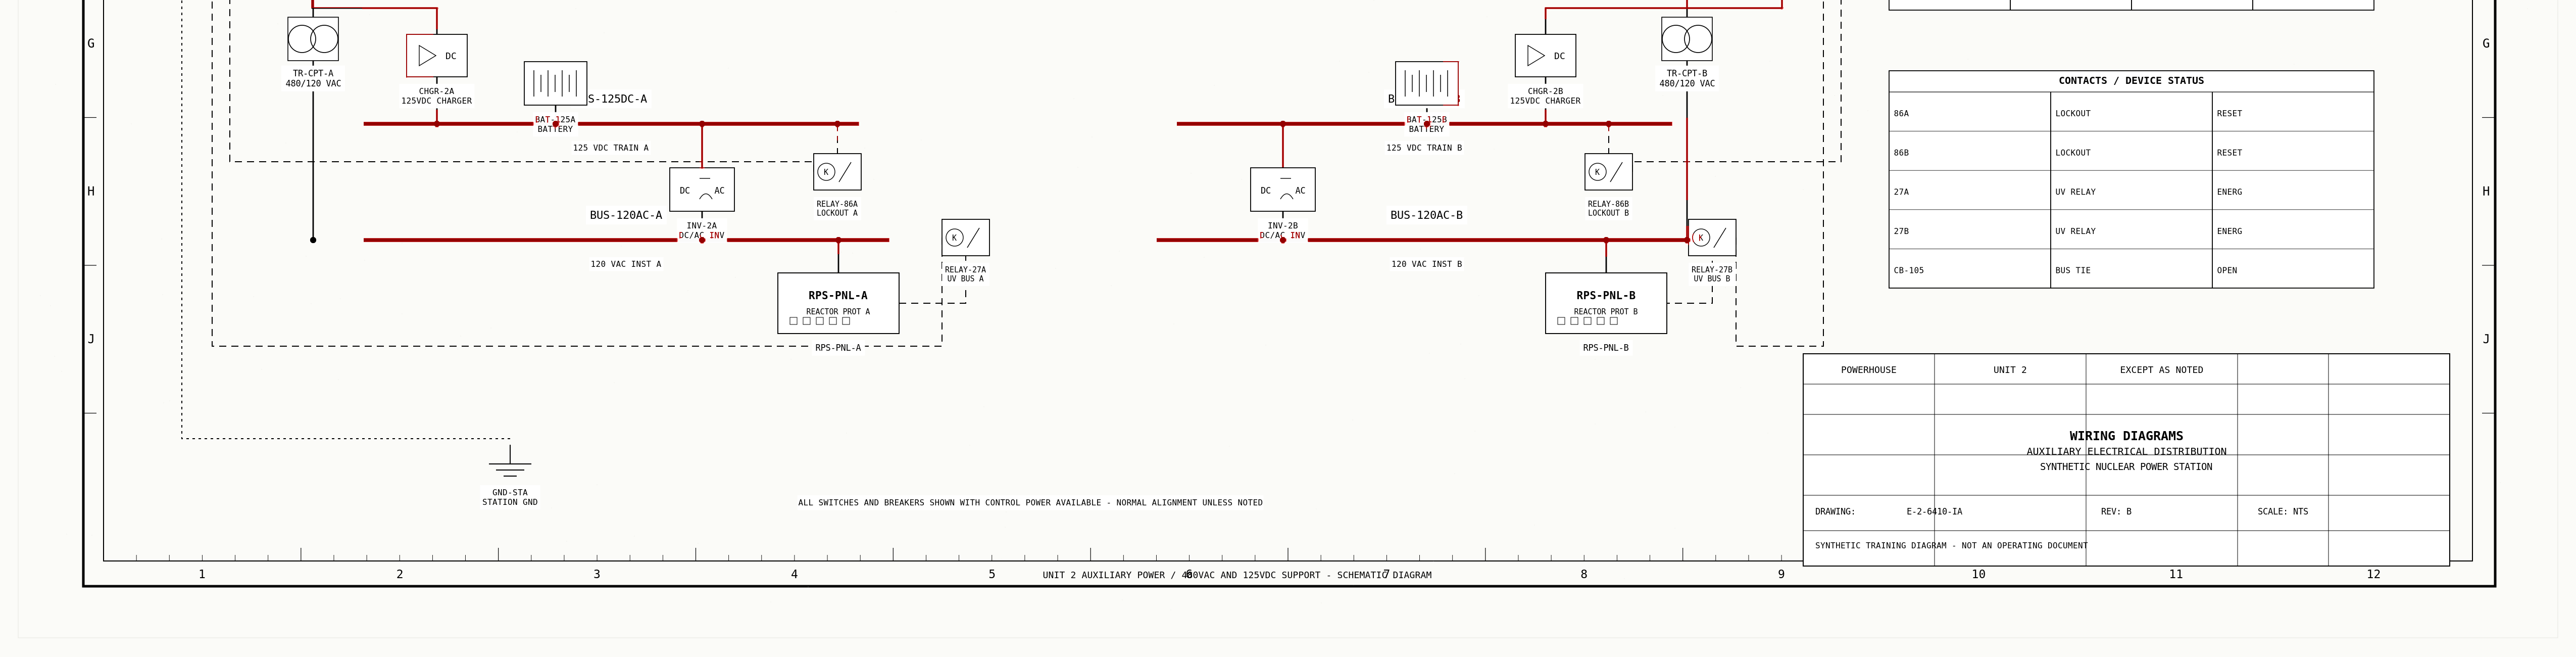 G
G
DC
DC
TR-CPT-A
480/120 VAC
CHGR-2A
125VDC CHARGER
S-125DC-A
B
CHGR-2B
125VDC CHARGER
TR-CPT-B
480/120 VAC
BAT-125A
BATTERY
BAT-125B
BATTERY
125 VDC TRAIN A
125 VDC TRAIN B
CONTACTS / DEVICE STATUS
86A LOCKOUT RESET
86B LOCKOUT RESET
27A UV RELAY ENERG
27B UV RELAY ENERG
CB-105 BUS TIE OPEN
H
H
K
K
DC AC
DC AC
RELAY-86A
LOCKOUT A
RELAY-86B
LOCKOUT B
BUS-120AC-A
BUS-120AC-B
INV-2A
DC/AC INV
INV-2B
DC/AC INV
K
K
120 VAC INST A
120 VAC INST B
RELAY-27A
UV BUS A
RELAY-27B
UV BUS B
RPS-PNL-A
REACTOR PROT A
RPS-PNL-B
REACTOR PROT B
J
J
RPS-PNL-A
RPS-PNL-B
POWERHOUSE UNIT 2 EXCEPT AS NOTED
WIRING DIAGRAMS
AUXILIARY ELECTRICAL DISTRIBUTION
SYNTHETIC NUCLEAR POWER STATION
GND-STA
STATION GND
ALL SWITCHES AND BREAKERS SHOWN WITH CONTROL POWER AVAILABLE - NORMAL ALIGNMENT UNLESS NOTED
DRAWING: E-2-6410-IA REV: B SCALE: NTS
SYNTHETIC TRAINING DIAGRAM - NOT AN OPERATING DOCUMENT
1 2 3 4 5 6 7 8 9 10 11 12
UNIT 2 AUXILIARY POWER / 480VAC AND 125VDC SUPPORT - SCHEMATIC DIAGRAM